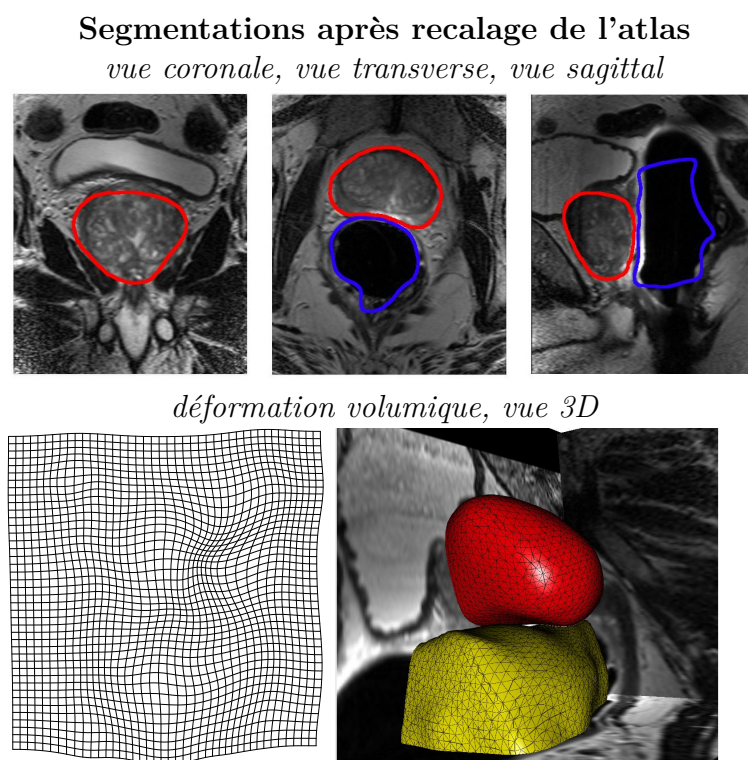 Segmentations après recalage de l'atlas
vue coronale, vue transverse, vue sagittal
déformation volumique, vue 3D